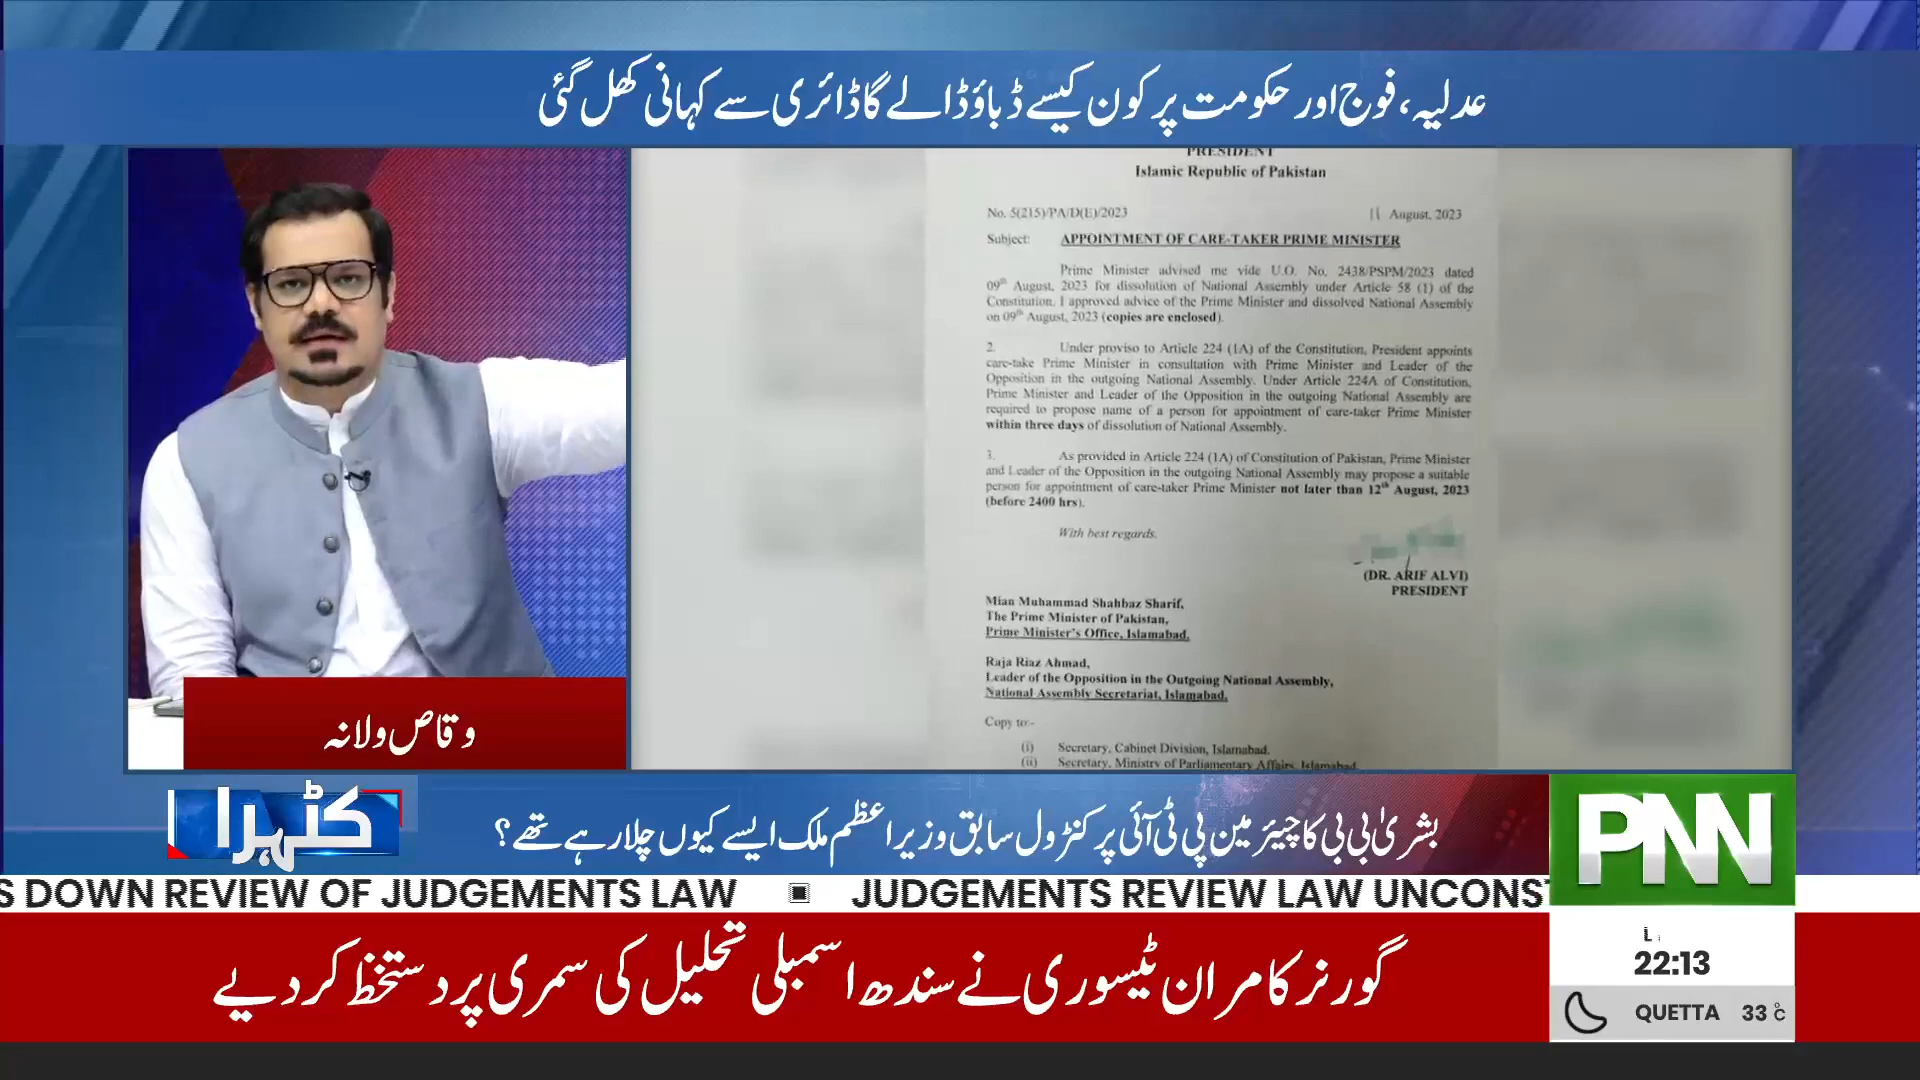 عدلیہ، فوج اور حکومت پر کون کیسے دباؤ ڈالے گا ڈائری سے کہانی کھل گئی
PRESIDENT
Islamic Republic of Pakistan
No. 5(215)/PA/D(E)/2023
11 August, 2023
Subject: APPOINTMENT OF CARE-TAKER PRIME MINISTER
Prime Minister advised me vide U.O. No. 2438/PSPM/2023 dated
09th August, 2023 for dissolution of National Assembly under Article 58 (1) of the
Constitution. I approved advice of the Prime Minister and dissolved National Assembly
on 09th August, 2023 (copies are enclosed).
2. Under proviso to Article 224 (1A) of the Constitution, President appoints
care-take Prime Minister in consultation with Prime Minister and Leader of the
Opposition in the outgoing National Assembly. Under Article 224A of Constitution,
Prime Minister and Leader of the Opposition in the outgoing National Assembly are
required to propose name of a person for appointment of care-taker Prime Minister
within three days of dissolution of National Assembly.
3. As provided in Article 224 (1A) of Constitution of Pakistan, Prime Minister
and Leader of the Opposition in the outgoing National Assembly may propose a suitable
person for appointment of care-taker Prime Minister not later than 12th August, 2023
(before 2400 hrs).
With best regards.
(DR. ARIF ALVI)
PRESIDENT
Mian Muhammad Shahbaz Sharif,
The Prime Minister of Pakistan,
Prime Minister's Office, Islamabad.
Raja Riaz Ahmad,
Leader of the Opposition in the Outgoing National Assembly,
National Assembly Secretariat, Islamabad.
Copy to:-
(i) Secretary, Cabinet Division, Islamabad.
(ii) Secretary, Ministry of Parliamentary Affairs, Islamabad
وقاص ولانہ
کٹہرا
بشریٰ بی بی کا چیئرمین پی ٹی آئی پر کنٹرول سابق وزیراعظم ملک ایسے کیوں چلا رہے تھے؟
PNN
S DOWN REVIEW OF JUDGEMENTS LAW
JUDGEMENTS REVIEW LAW UNCONST
گورنر کامران ٹیسوری نے سندھ اسمبلی تحلیل کی سمری پر دستخط کر دیے
22:13
QUETTA 33°C